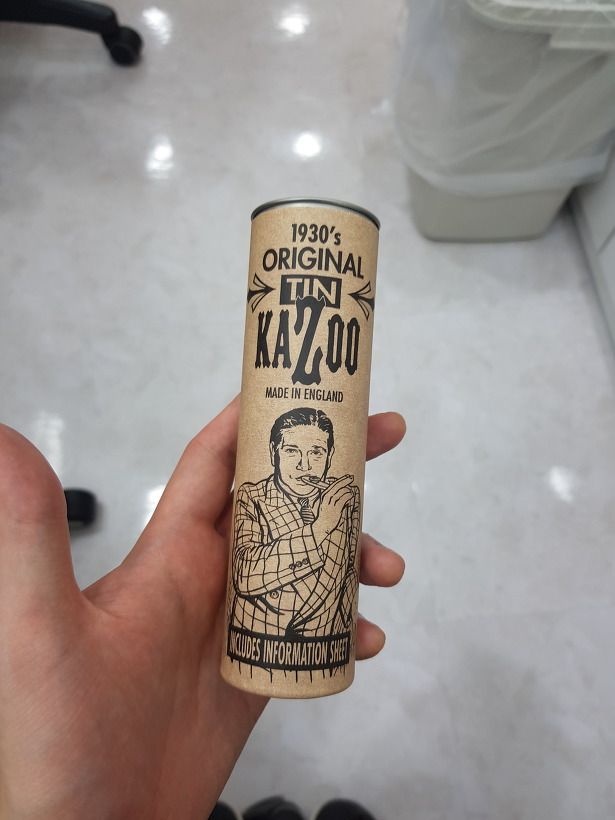 1930's
ORIGINAL
TIN
KAZOO
MADE IN ENGLAND
INCLUDES INFORMATION SHEET